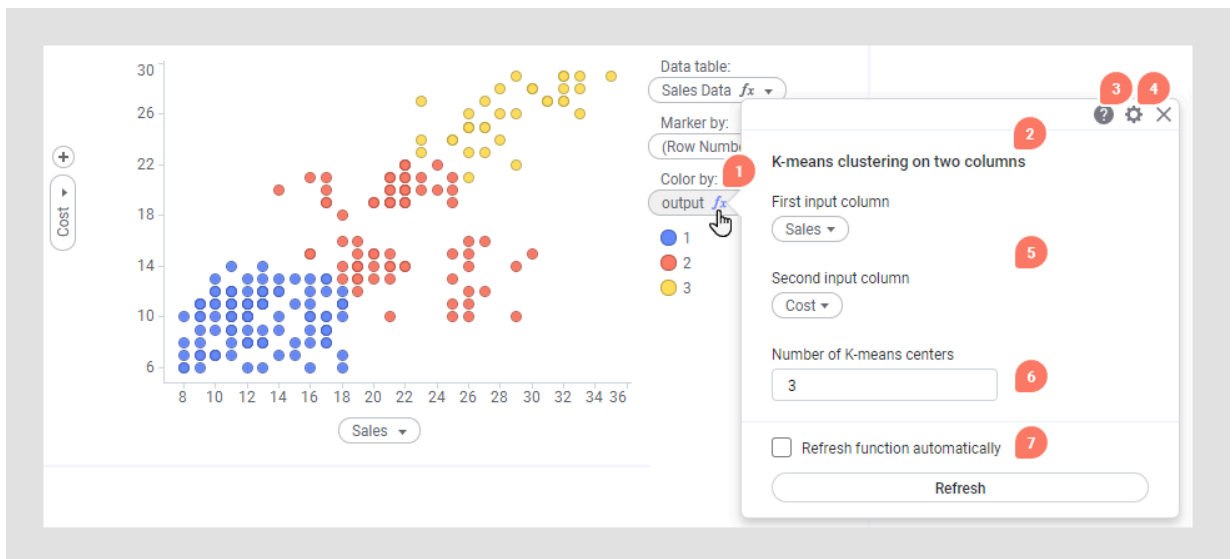 30
26
22
18
14
10
6
Cost
8 10 12 14 16 18 20 22 24 26 28 30 32 34 36
Sales
Data table:
Sales Data fx
Marker by:
(Row Numbe
Color by:
output fx
1
2
3
1
2
3
4
?
K-means clustering on two columns
First input column
Sales
5
Second input column
Cost
Number of K-means centers
3
6
Refresh function automatically
7
Refresh